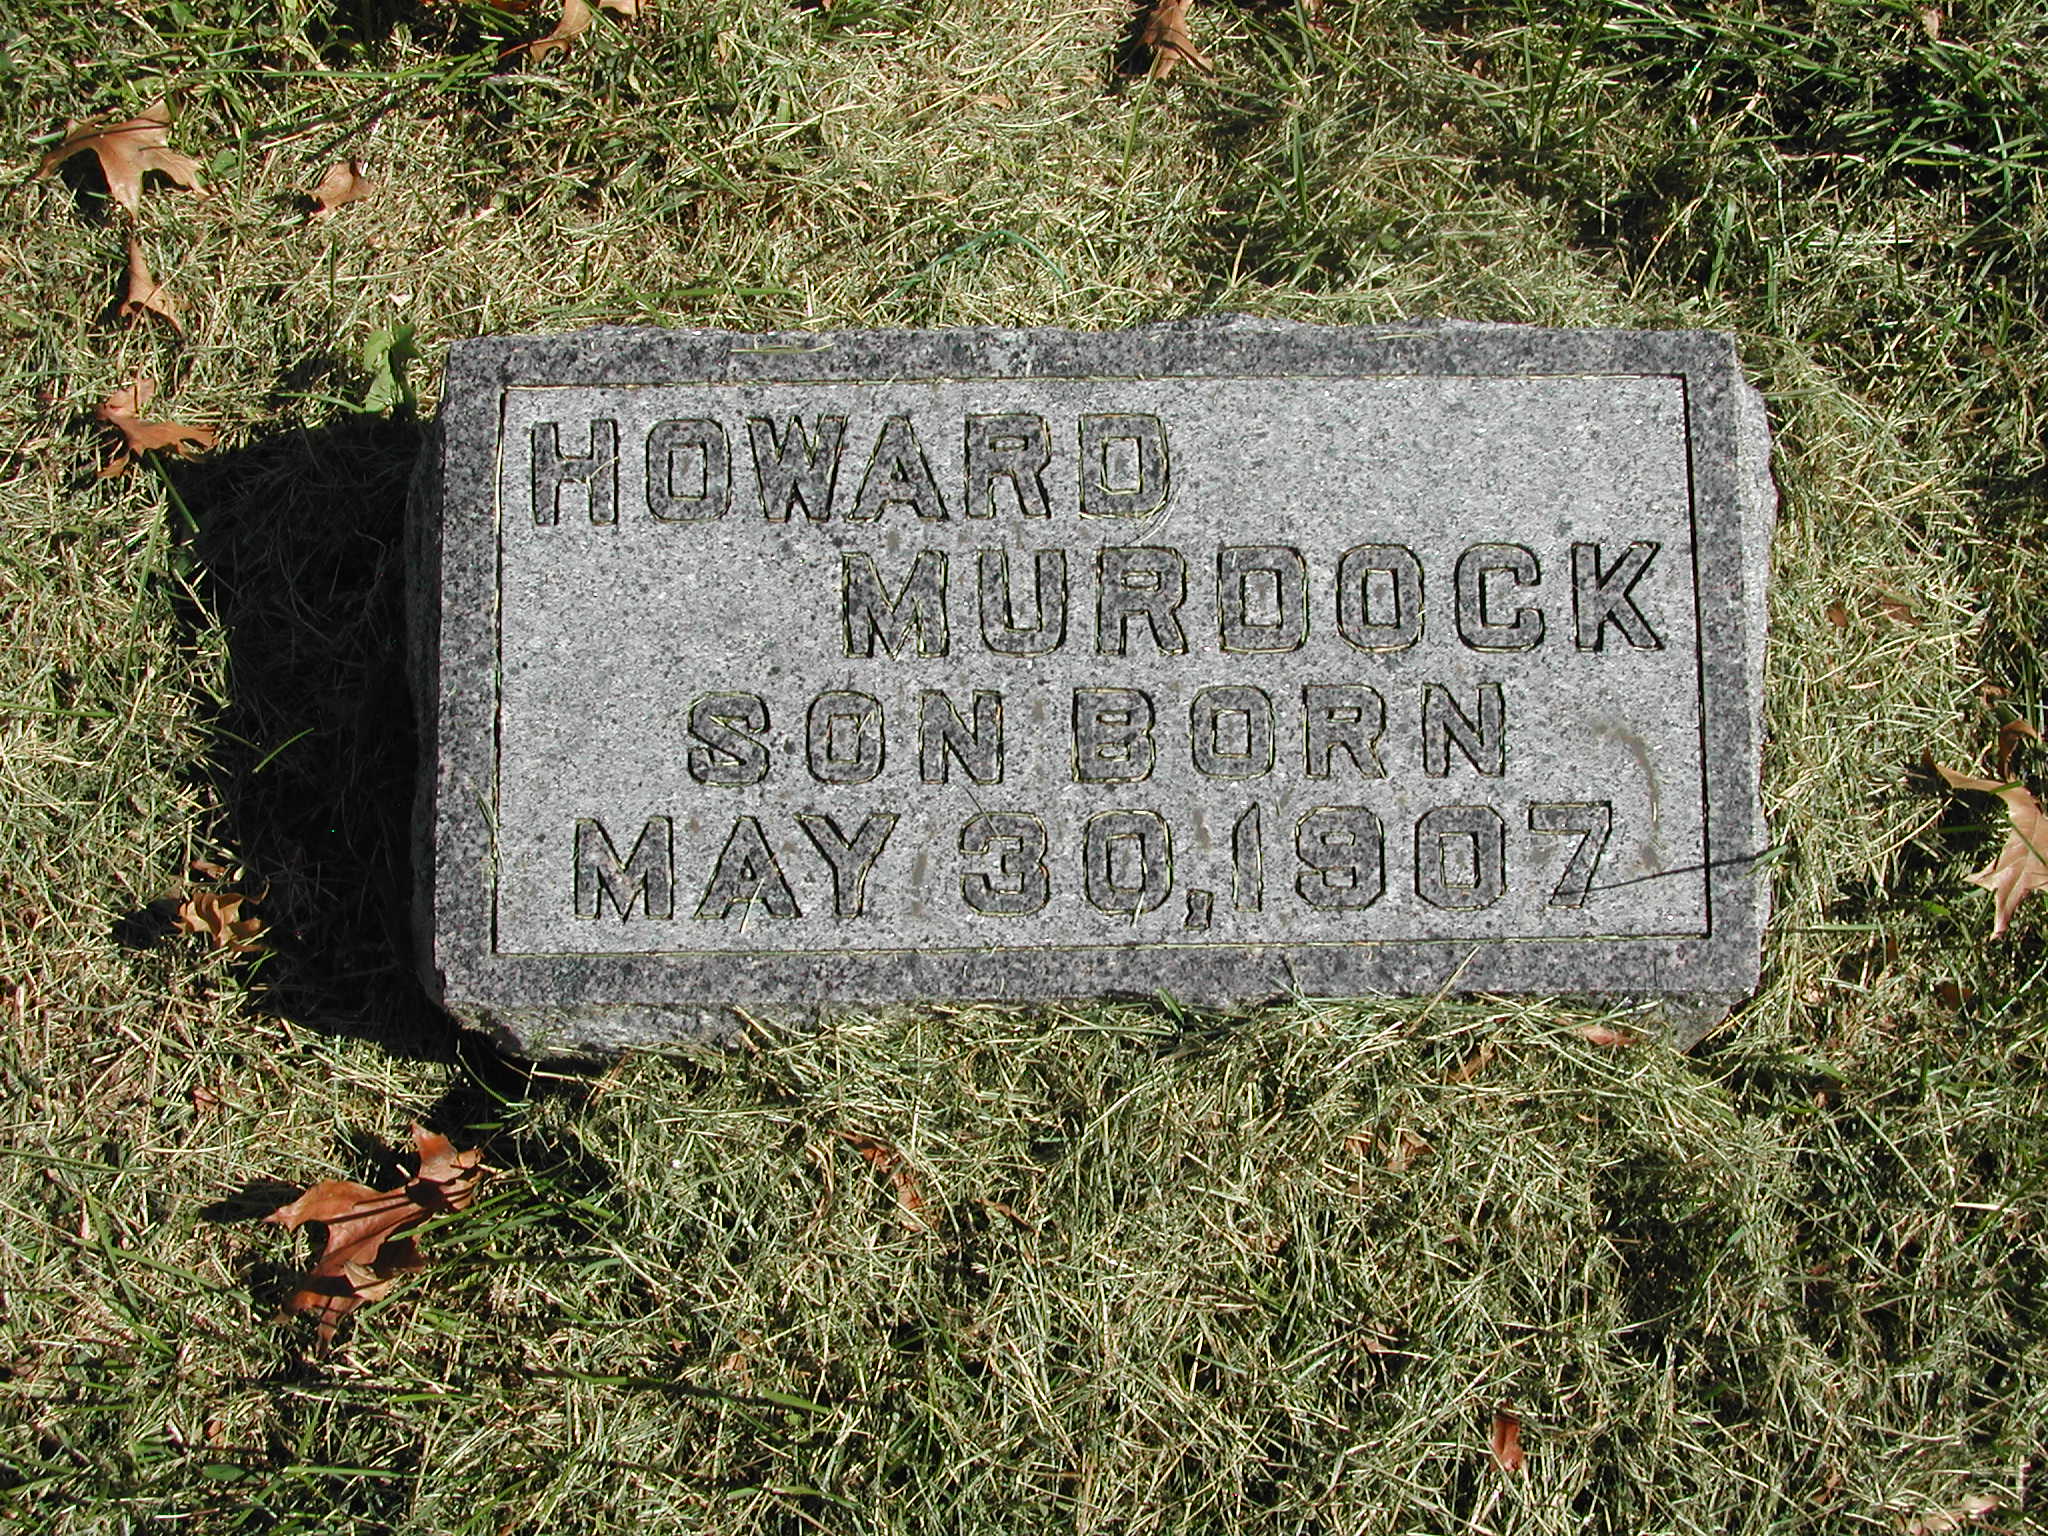 HOWARD
MURDOCK
SON BORN
MAY 30, 1907